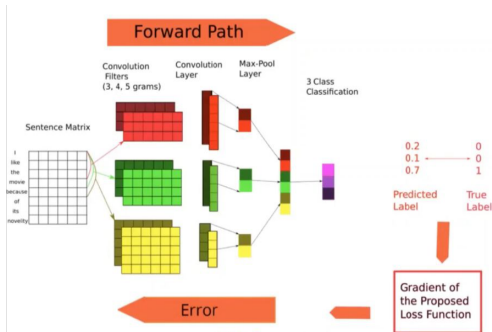 Forward Path
Convolution
Filters
(3, 4, 5 grams)
Convolution
Layer
Max-Pool
Layer
3 Class
Classification
Sentence Matrix
I
like
the
move
because
of
its
novelty
0.2
0.1
0.7
0
0
1
Predicted
Label
True
Label
Gradient of
the Proposed
Loss Function
Error